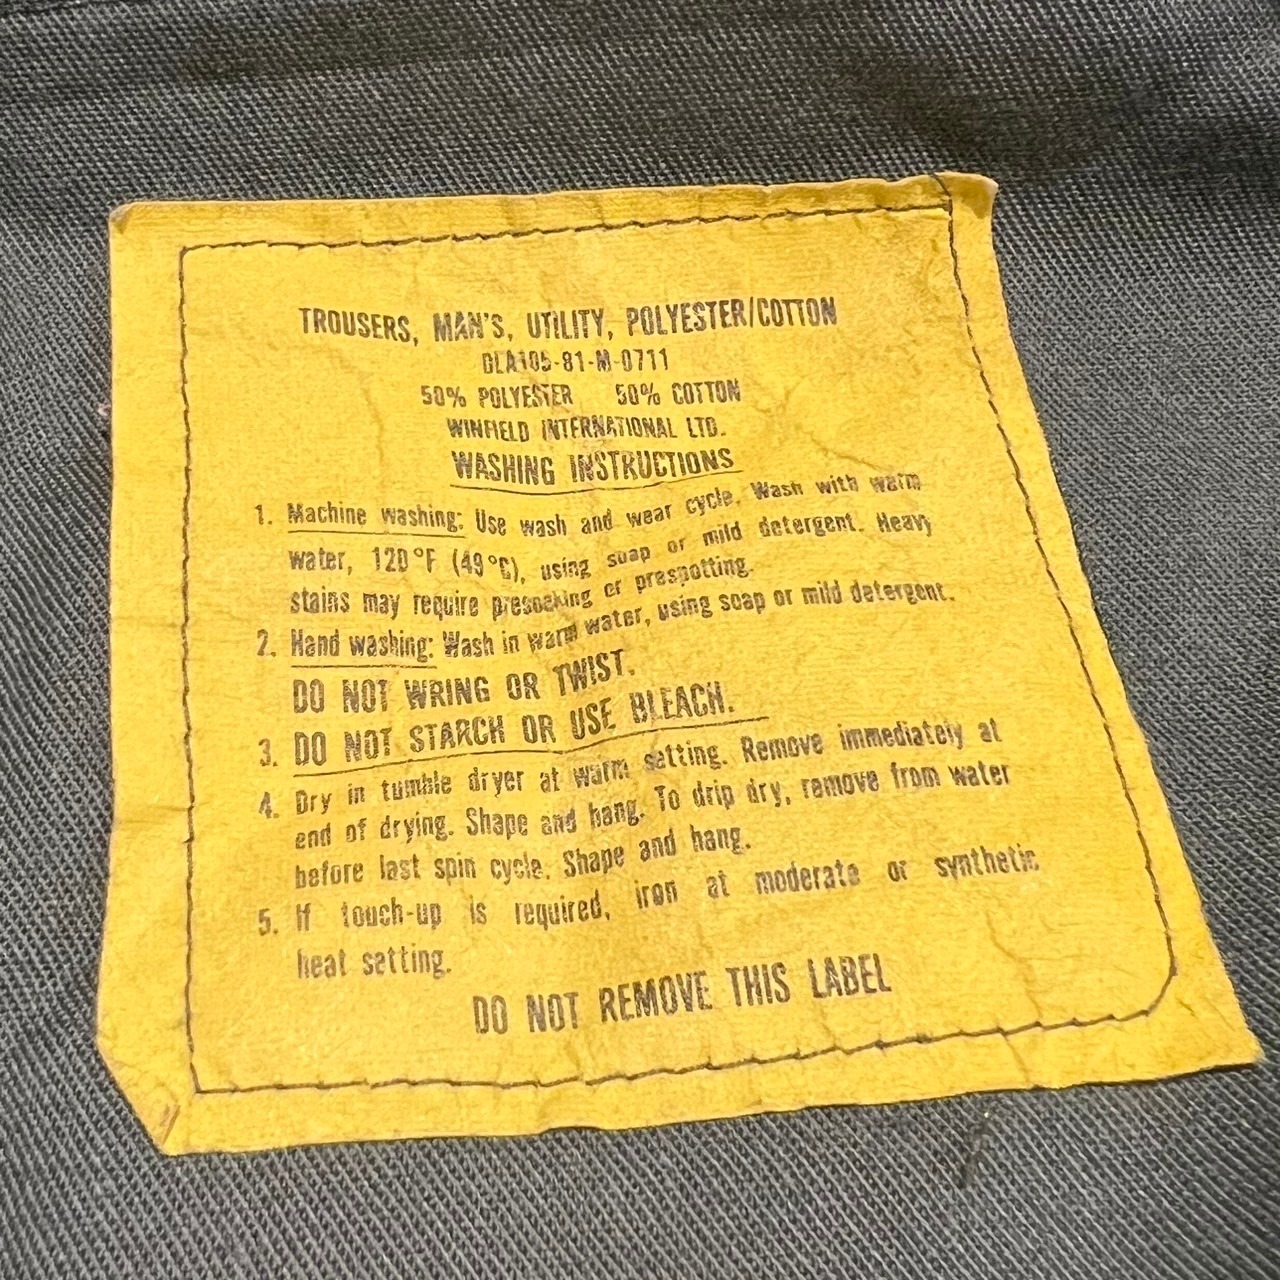 TROUSERS, MAN'S, UTILITY, POLYESTER/COTTON
DLA105-81-M-0711
50% POLYESTER 50% COTTON
WINFIELD INTERNATIONAL LTD.
WASHING INSTRUCTIONS
1. Machine washing: Use wash and wear cycle. Wash with warm
water, 120°F (49°C), using soap or mild detergent. Heavy
stains may require presoaking or prespotting.
2. Hand washing: Wash in warm water, using soap or mild detergent.
DO NOT WRING OR TWIST.
3. DO NOT STARCH OR USE BLEACH.
4. Dry in tumble dryer at warm setting. Remove immediately at
end of drying. Shape and hang. To drip dry, remove from water
before last spin cycle. Shape and hang.
5. If touch-up is required, iron at moderate or synthetic
heat setting.
DO NOT REMOVE THIS LABEL